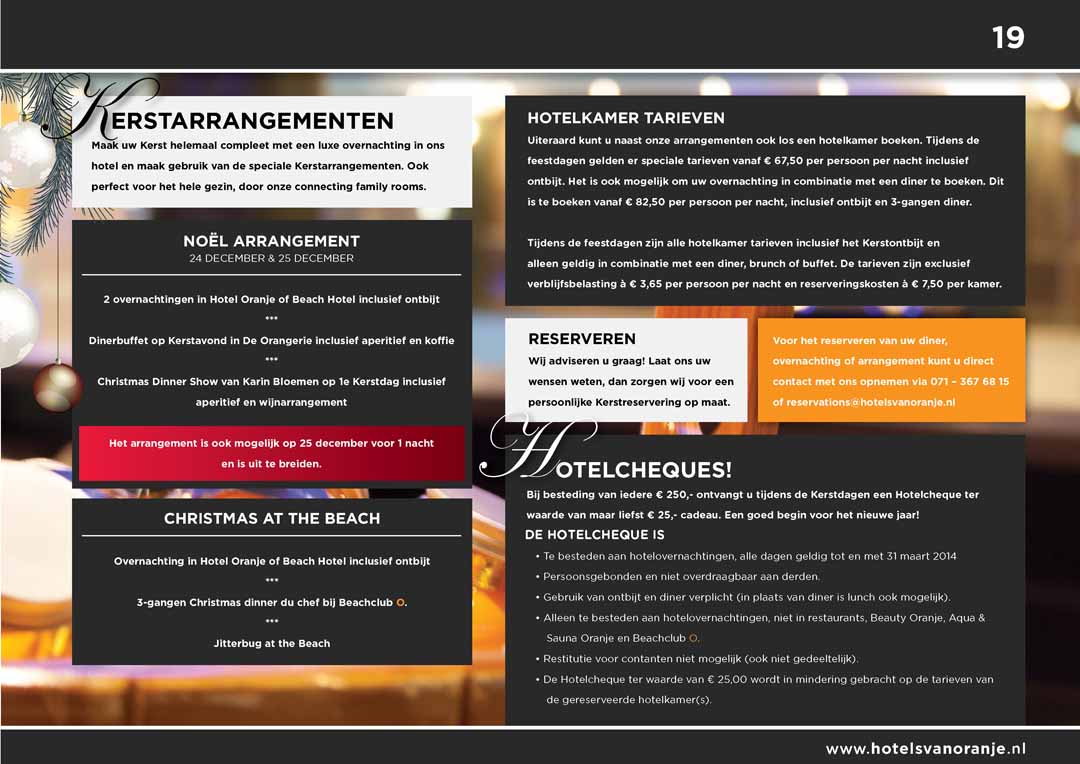 19
KERSTARRANGEMENTEN
Maak uw Kerst helemaal compleet met een luxe overnachting in ons
hotel en maak gebruik van de speciale Kerstarrangementen. Ook
perfect voor het hele gezin, door onze connecting family rooms.
NOËL ARRANGEMENT
24 DECEMBER & 25 DECEMBER
2 overnachtingen in Hotel Oranje of Beach Hotel inclusief ontbijt
***
Dinerbuffet op Kerstavond in De Orangerie inclusief aperitief en koffie
***
Christmas Dinner Show van Karin Bloemen op 1e Kerstdag inclusief
aperitief en wijnarrangement
Het arrangement is ook mogelijk op 25 december voor 1 nacht
en is uit te breiden.
CHRISTMAS AT THE BEACH
Overnachting in Hotel Oranje of Beach Hotel inclusief ontbijt
***
3-gangen Christmas dinner du chef bij Beachclub O.
***
Jitterbug at the Beach
HOTELKAMER TARIEVEN
Uiteraard kunt u naast onze arrangementen ook los een hotelkamer boeken. Tijdens de
feestdagen gelden er speciale tarieven vanaf € 67,50 per persoon per nacht inclusief
ontbijt. Het is ook mogelijk om uw overnachting in combinatie met een diner te boeken. Dit
is te boeken vanaf € 82,50 per persoon per nacht, inclusief ontbijt en 3-gangen diner.
Tijdens de feestdagen zijn alle hotelkamer tarieven inclusief het Kerstontbijt en
alleen geldig in combinatie met een diner, brunch of buffet. De tarieven zijn exclusief
verblijfsbelasting à € 3,65 per persoon per nacht en reserveringskosten à € 7,50 per kamer.
RESERVEREN
Wij adviseren u graag! Laat ons uw
wensen weten, dan zorgen wij voor een
persoonlijke Kerstreservering op maat.
Voor het reserveren van uw diner,
overnachting of arrangement kunt u direct
contact met ons opnemen via 071 – 367 68 15
of reservations@hotelsvanoranje.nl
HOTELCHEQUES!
Bij besteding van iedere € 250,- ontvangt u tijdens de Kerstdagen een Hotelcheque ter
waarde van maar liefst € 25,- cadeau. Een goed begin voor het nieuwe jaar!
DE HOTELCHEQUE IS
• Te besteden aan hotelovernachtingen, alle dagen geldig tot en met 31 maart 2014
• Persoonsgebonden en niet overdraagbaar aan derden.
• Gebruik van ontbijt en diner verplicht (in plaats van diner is lunch ook mogelijk).
• Alleen te besteden aan hotelovernachtingen, niet in restaurants, Beauty Oranje, Aqua &
Sauna Oranje en Beachclub O.
• Restitutie voor contanten niet mogelijk (ook niet gedeeltelijk).
• De Hotelcheque ter waarde van € 25,00 wordt in mindering gebracht op de tarieven van
de gereserveerde hotelkamer(s).
www.hotelsvanoranje.nl